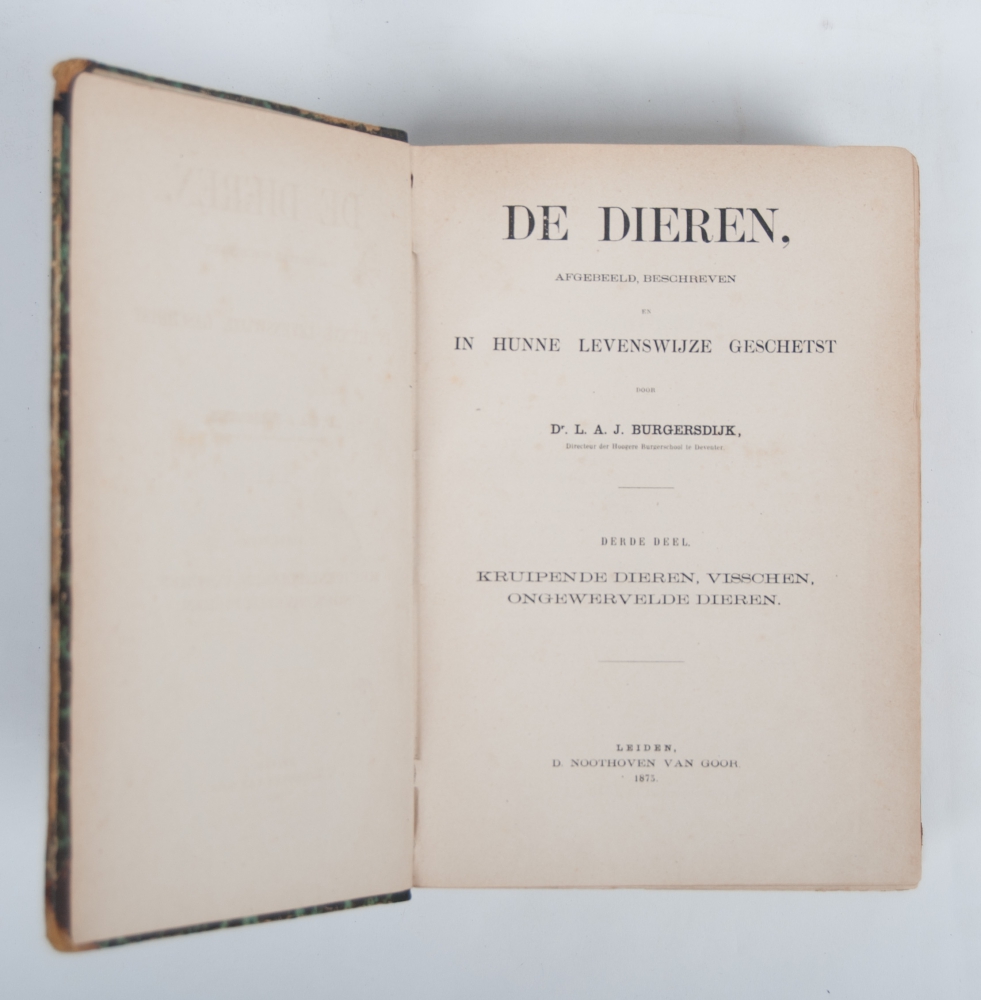 DE DIEREN,
AFGEBEELD, BESCHREVEN
EN
IN HUNNE LEVENSWIJZE GESCHETST
DOOR
Dr. L. A. J. BURGERSDIJK,
Directeur der Hoogere Burgerschool te Deventer.
DERDE DEEL.
KRUIPENDE DIEREN, VISSCHEN,
ONGEWERVELDE DIEREN.
LEIDEN,
D. NOOTHOVEN VAN GOOR.
1875.